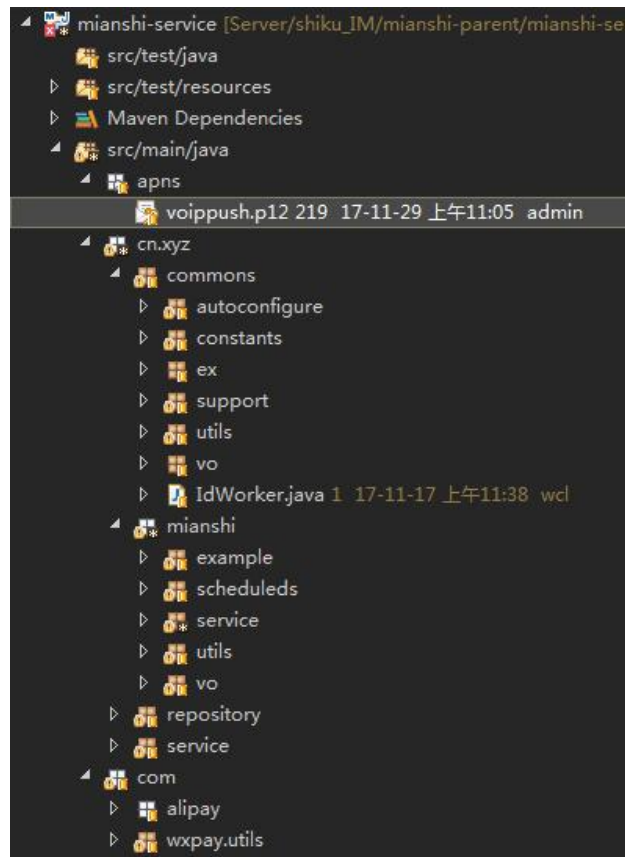 mianshi-service [Server/shiku_IM/mianshi-parent/mianshi-se
src/test/java
src/test/resources
Maven Dependencies
src/main/java
apns
voippush.p12 219 17-11-29 上午11:05 admin
cn.xyz
commons
autoconfigure
constants
ex
support
utils
vo
IdWorker.java 1 17-11-17 上午11:38 wcl
mianshi
example
scheduleds
service
utils
vo
repository
service
com
alipay
wxpay.utils